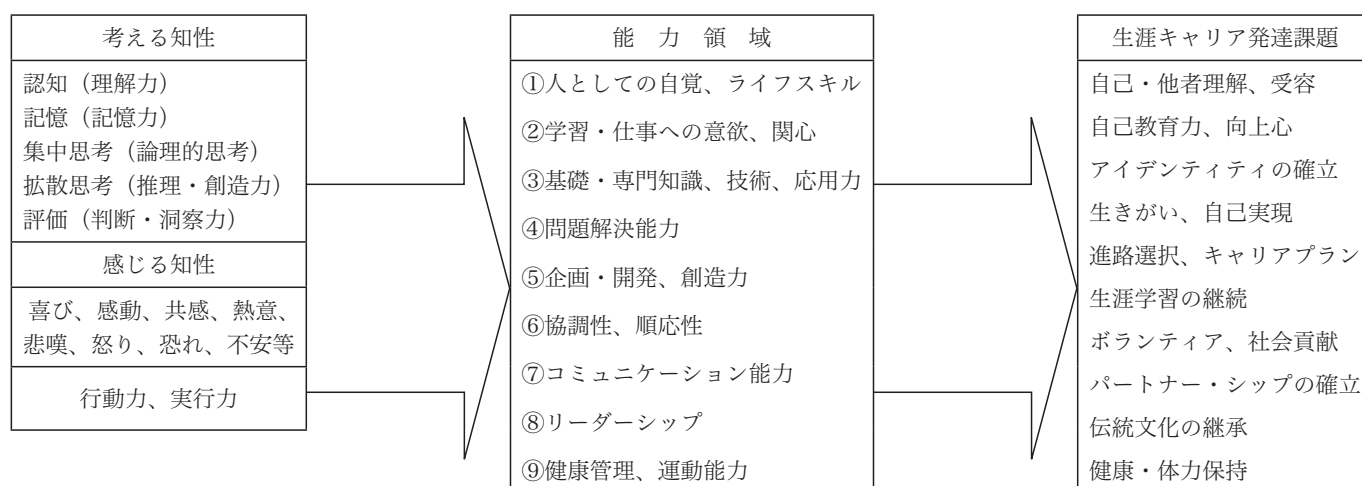 考える知性
認知（理解力）
記憶（記憶力）
集中思考（論理的思考）
拡散思考（推理・創造力）
評価（判断・洞察力）
感じる知性
喜び、感動、共感、熱意、
悲嘆、怒り、恐れ、不安等
行動力、実行力
能　力　領　域
①人としての自覚、ライフスキル
②学習・仕事への意欲、関心
③基礎・専門知識、技術、応用力
④問題解決能力
⑤企画・開発、創造力
⑥協調性、順応性
⑦コミュニケーション能力
⑧リーダーシップ
⑨健康管理、運動能力
生涯キャリア発達課題
自己・他者理解、受容
自己教育力、向上心
アイデンティティの確立
生きがい、自己実現
進路選択、キャリアプラン
生涯学習の継続
ボランティア、社会貢献
パートナー・シップの確立
伝統文化の継承
健康・体力保持